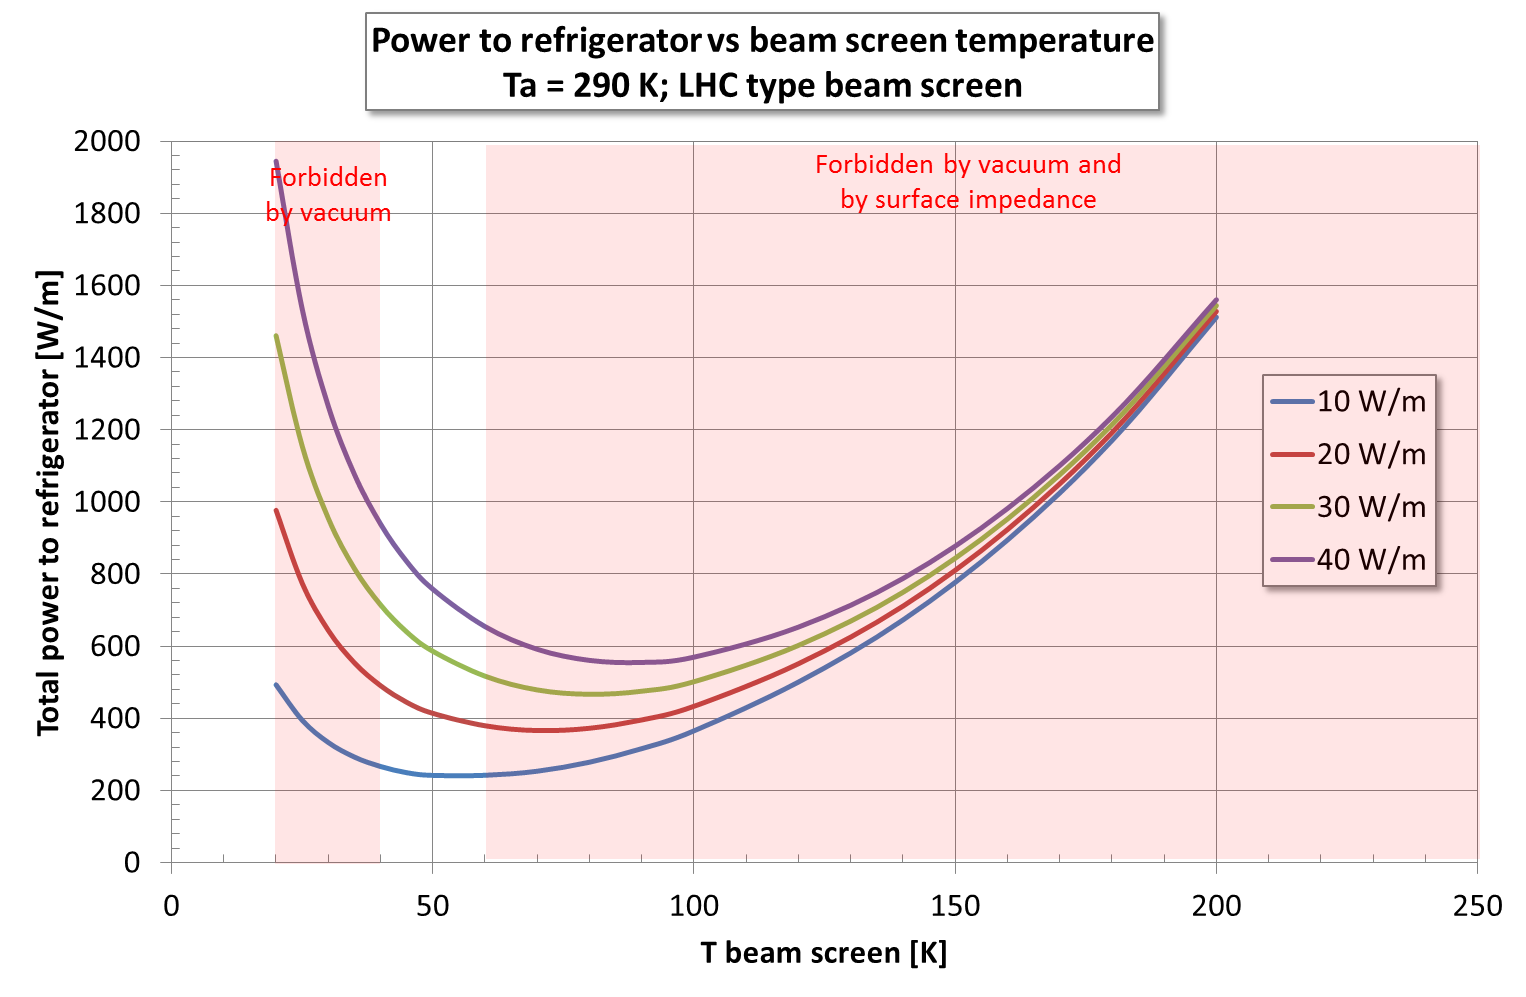 Power to refrigerator vs beam screen temperature
Ta = 290 K; LHC type beam screen
Forbidden
by vacuum
Forbidden by vacuum and
by surface impedance
Total power to refrigerator [W/m]
2000
1800
1600
1400
1200
1000
800
600
400
200
0
0 50 100 150 200 250
T beam screen [K]
10 W/m
20 W/m
30 W/m
40 W/m